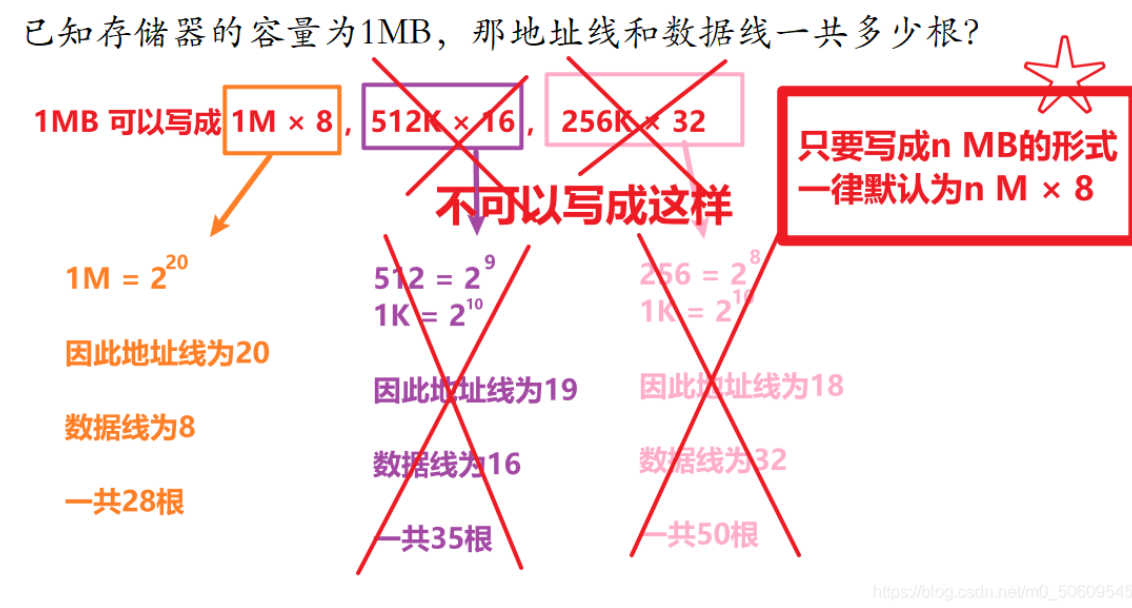 已知存储器的容量为1MB，那地址线和数据线一共多少根？
1MB 可以写成 1M × 8 ， 512K × 16 ， 256K × 32
只要写成n MB的形式
一律默认为n M × 8
不可以写成这样
1M = 2^20
因此地址线为20
数据线为8
一共28根
512 = 2^9
1K = 2^10
因此地址线为19
数据线为16
一共35根
256 = 2^8
1K = 2^10
因此地址线为18
数据线为32
一共50根
https://blog.csdn.net/m0_50609545